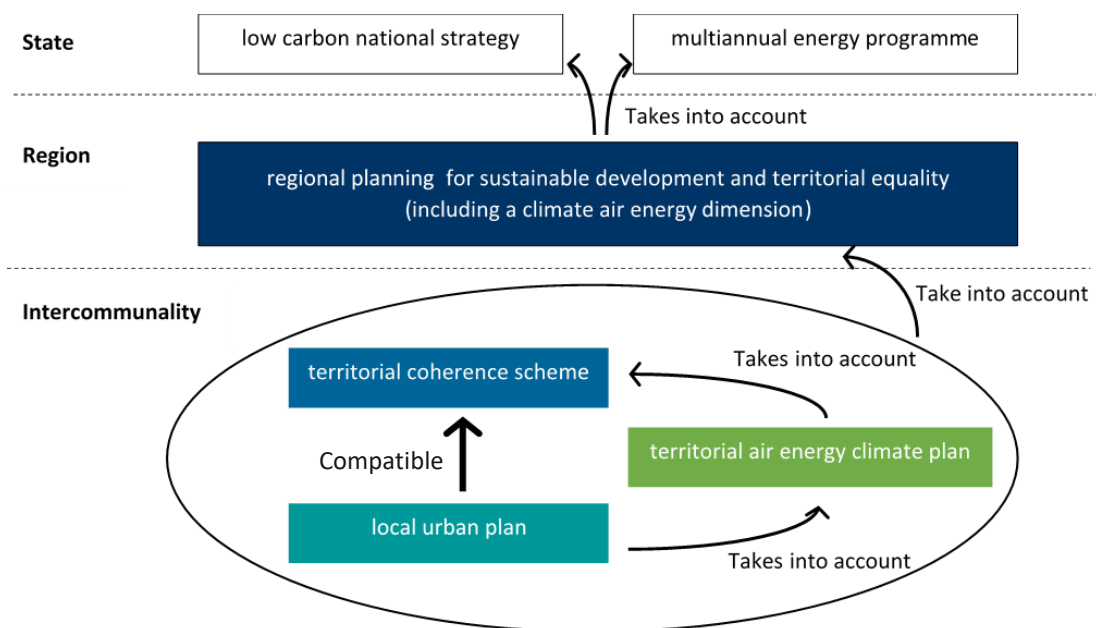 State
low carbon national strategy
multiannual energy programme
Takes into account
Region
regional planning for sustainable development and territorial equality
(including a climate air energy dimension)
Take into account
Intercommunality
Takes into account
territorial coherence scheme
territorial air energy climate plan
Compatible
local urban plan
Takes into account